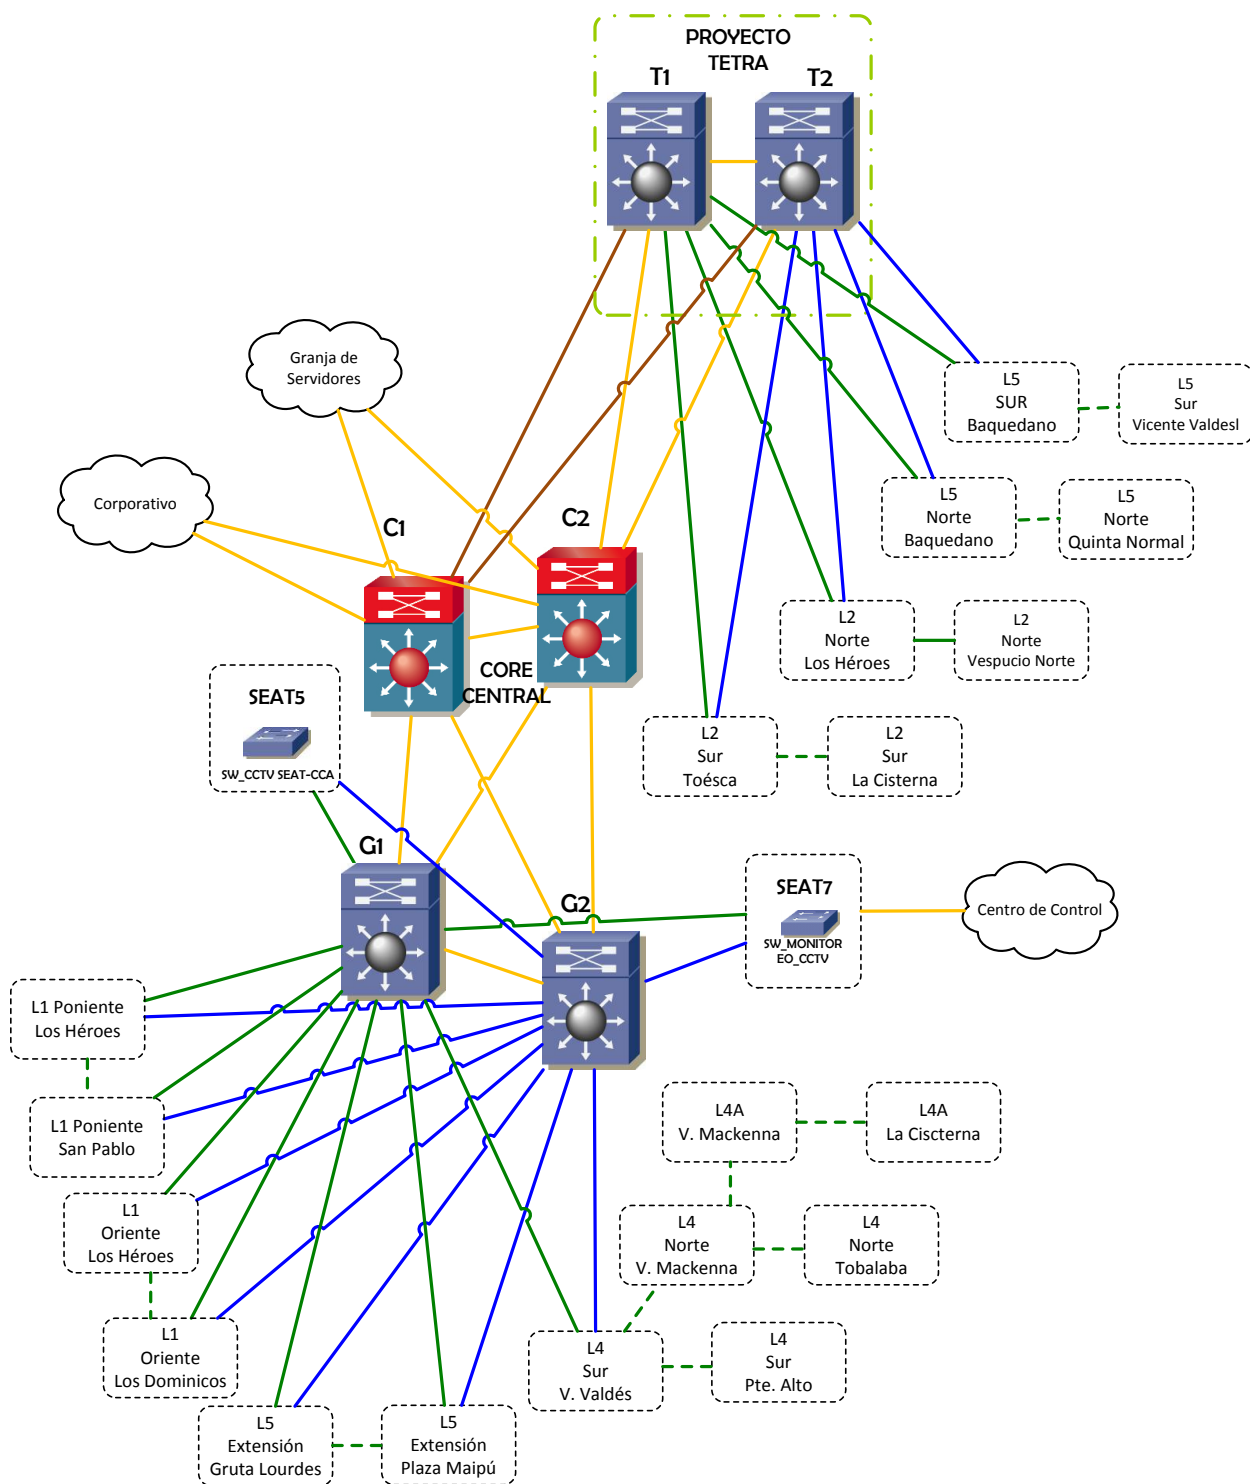 PROYECTO
TETRA
T1
T2
Granja de
Servidores
L5
SUR
Baquedano
L5
Sur
Vicente Valdesl
Corporativo
C1
C2
L5
Norte
Baquedano
L5
Norte
Quinta Normal
L2
Norte
Los Héroes
L2
Norte
Vespucio Norte
CORE
CENTRAL
SEAT5
SW_CCTV SEAT-CCA
L2
Sur
Toésca
L2
Sur
La Cisterna
G1
G2
SEAT7
SW_MONITOR
EO_CCTV
Centro de Control
L1 Poniente
Los Héroes
L1 Poniente
San Pablo
L4A
V. Mackenna
L4A
La Ciscterna
L1
Oriente
Los Héroes
L4
Norte
V. Mackenna
L4
Norte
Tobalaba
L1
Oriente
Los Dominicos
L4
Sur
V. Valdés
L4
Sur
Pte. Alto
L5
Extensión
Gruta Lourdes
L5
Extensión
Plaza Maipú